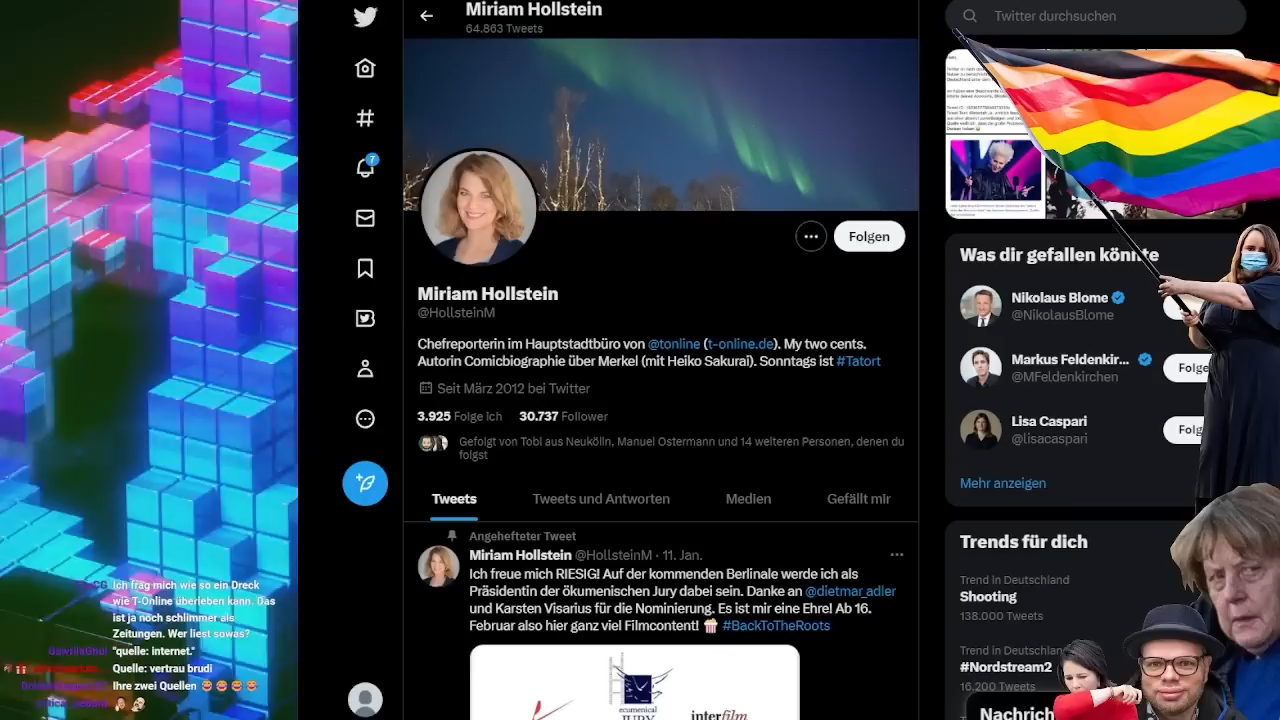 Miriam Hollstein
64.863 Tweets
Folgen
Miriam Hollstein
@HollsteinM
Chefreporterin im Hauptstadtbüro von @tonline (t-online.de). My two cents.
Autorin Comicbiographie über Merkel (mit Heiko Sakurai). Sonntags ist #Tatort
Seit März 2012 bei Twitter
3.925 Folge Ich 30.737 Follower
Gefolgt von Tobi aus Neukölln, Manuel Ostermann und 14 weiteren Personen, denen du
folgst
Tweets Tweets und Antworten Medien Gefällt mir
Angehefteter Tweet
Miriam Hollstein @HollsteinM · 11. Jan.
Ich freue mich RIESIG! Auf der kommenden Berlinale werde ich als
Präsidentin der ökumenischen Jury dabei sein. Danke an @dietmar_adler
und Karsten Visarius für die Nominierung. Es ist mir eine Ehre! Ab 16.
Februar also hier ganz viel Filmcontent! 🍿 #BackToTheRoots
ecumenical
JURY
interfilm
7
Twitter durchsuchen
Was dir gefallen könnte
Nikolaus Blome
@NikolausBlome
Markus Feldenkir...
@MFeldenkirchen
Folge
Lisa Caspari
@lisacaspari
Folg
Mehr anzeigen
Trends für dich
Trend in Deutschland
Shooting
138.000 Tweets
Trend in Deutschland
#Nordstream2
16.200 Tweets
Nachrich
Ich frag mich wie so ein Dreck
wie T-Online überleben kann. Das
ist ja noch schlimmer als
Zeitungen. Wer liest sowas?
"quelle: internet."
Quelle: vertrau brudi
Ihre zwei Quellen